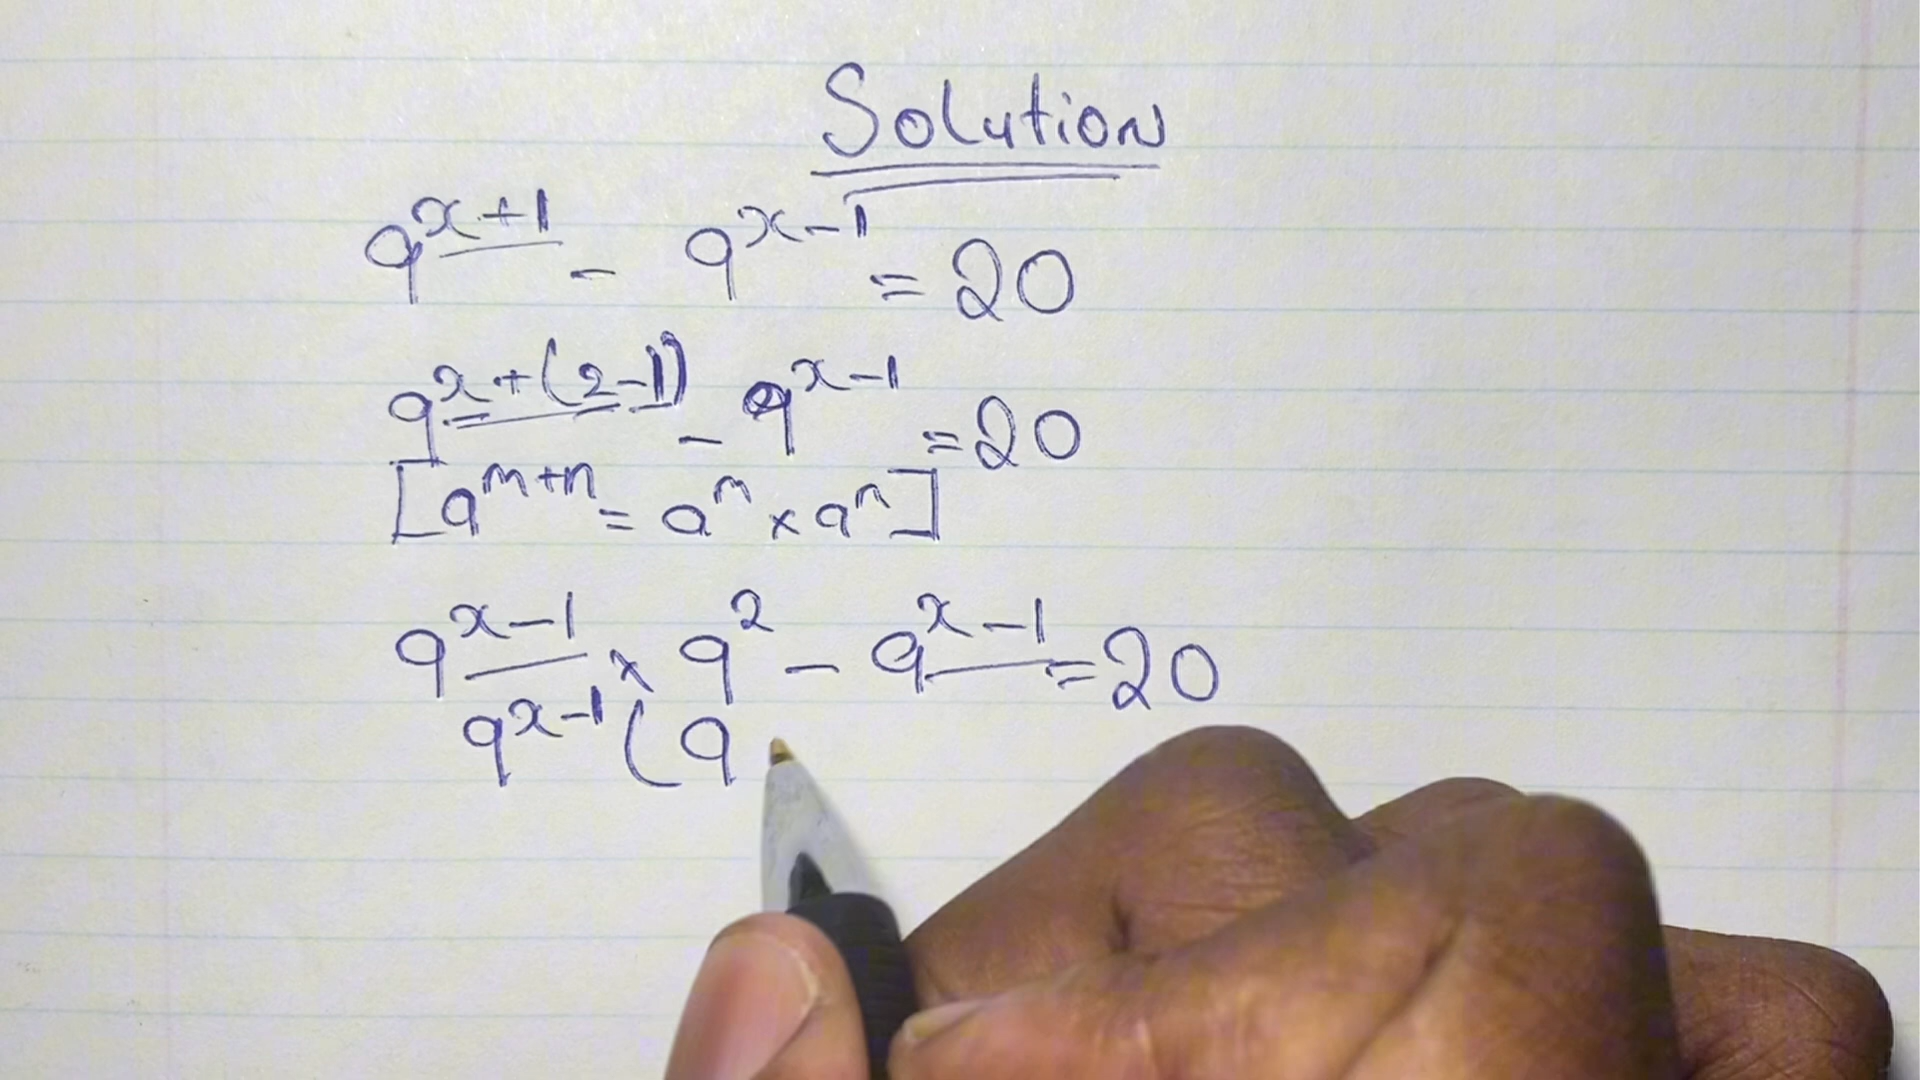 Solution
9^{x+1} - 9^{x-1} = 20
9^{x+(2-1)} - 9^{x-1} = 20
[a^{m+n} = a^m × a^n]
9^{x-1} × 9^2 - 9^{x-1} = 20
9^{x-1} (9